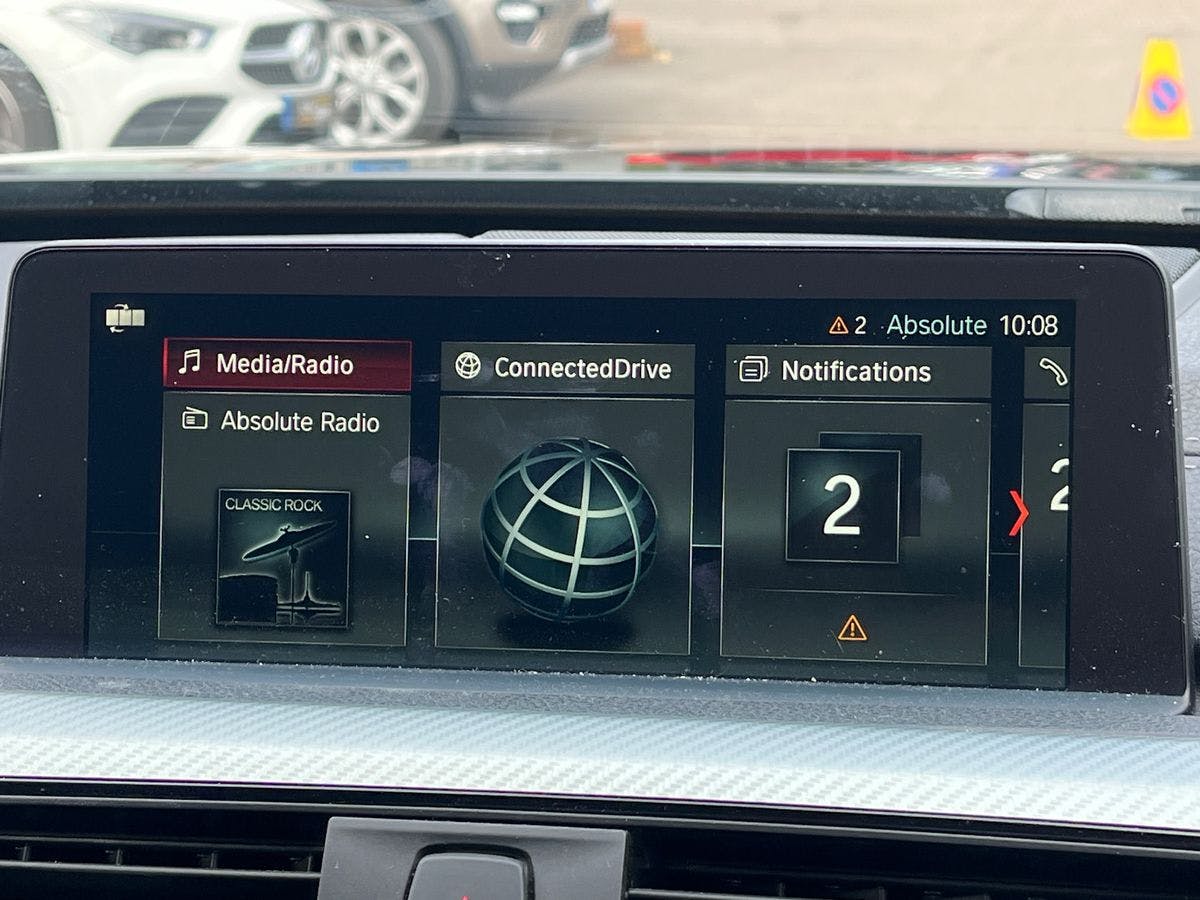 2 Absolute 10:08
Media/Radio
Absolute Radio
CLASSIC ROCK
ConnectedDrive
Notifications
2
2